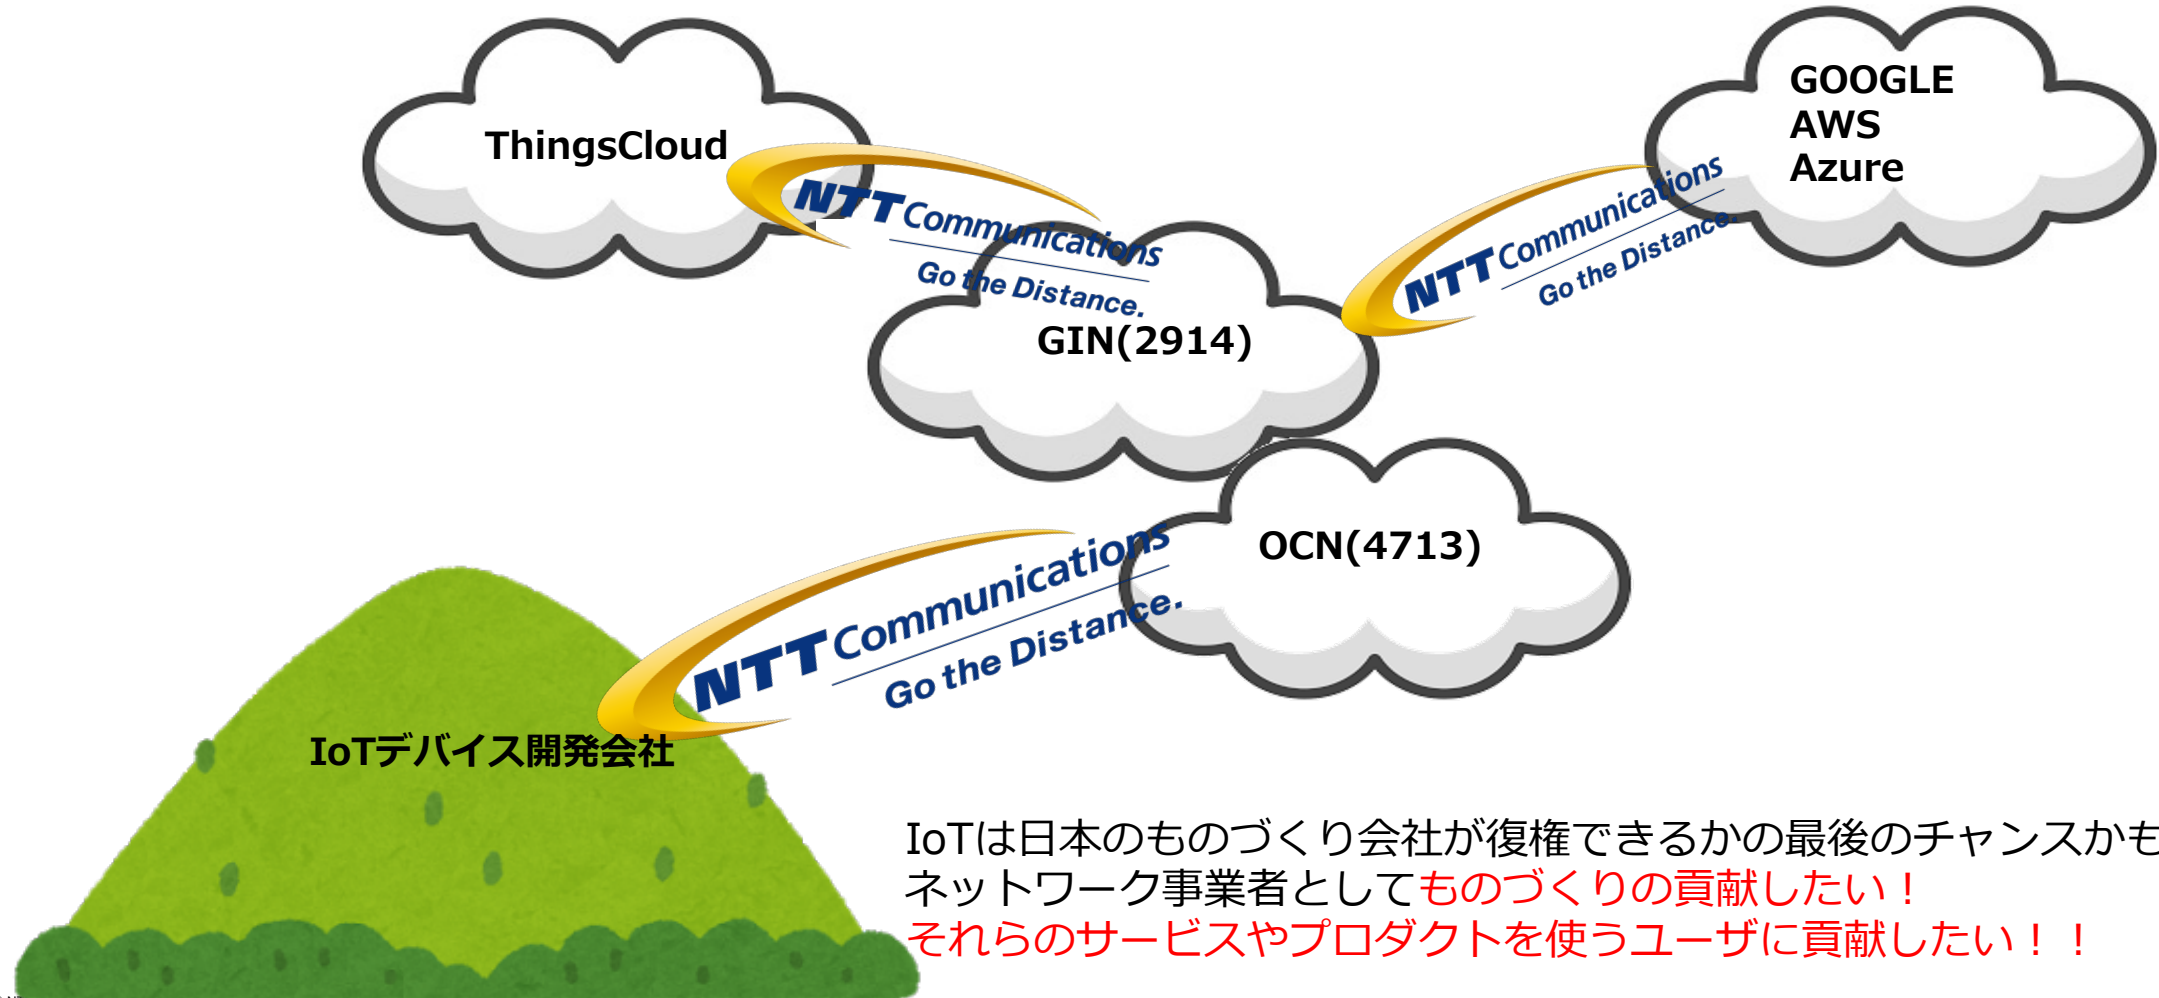 GOOGLE
AWS
Azure
ThingsCloud
NTT Communications
Go the Distance.
NTT Communications
Go the Distance.
GIN(2914)
OCN(4713)
NTT Communications
Go the Distance.
IoTデバイス開発会社
IoTは日本のものづくり会社が復権できるかの最後のチャンスかも
ネットワーク事業者としてものづくりの貢献したい！
それらのサービスやプロダクトを使うユーザに貢献したい！！